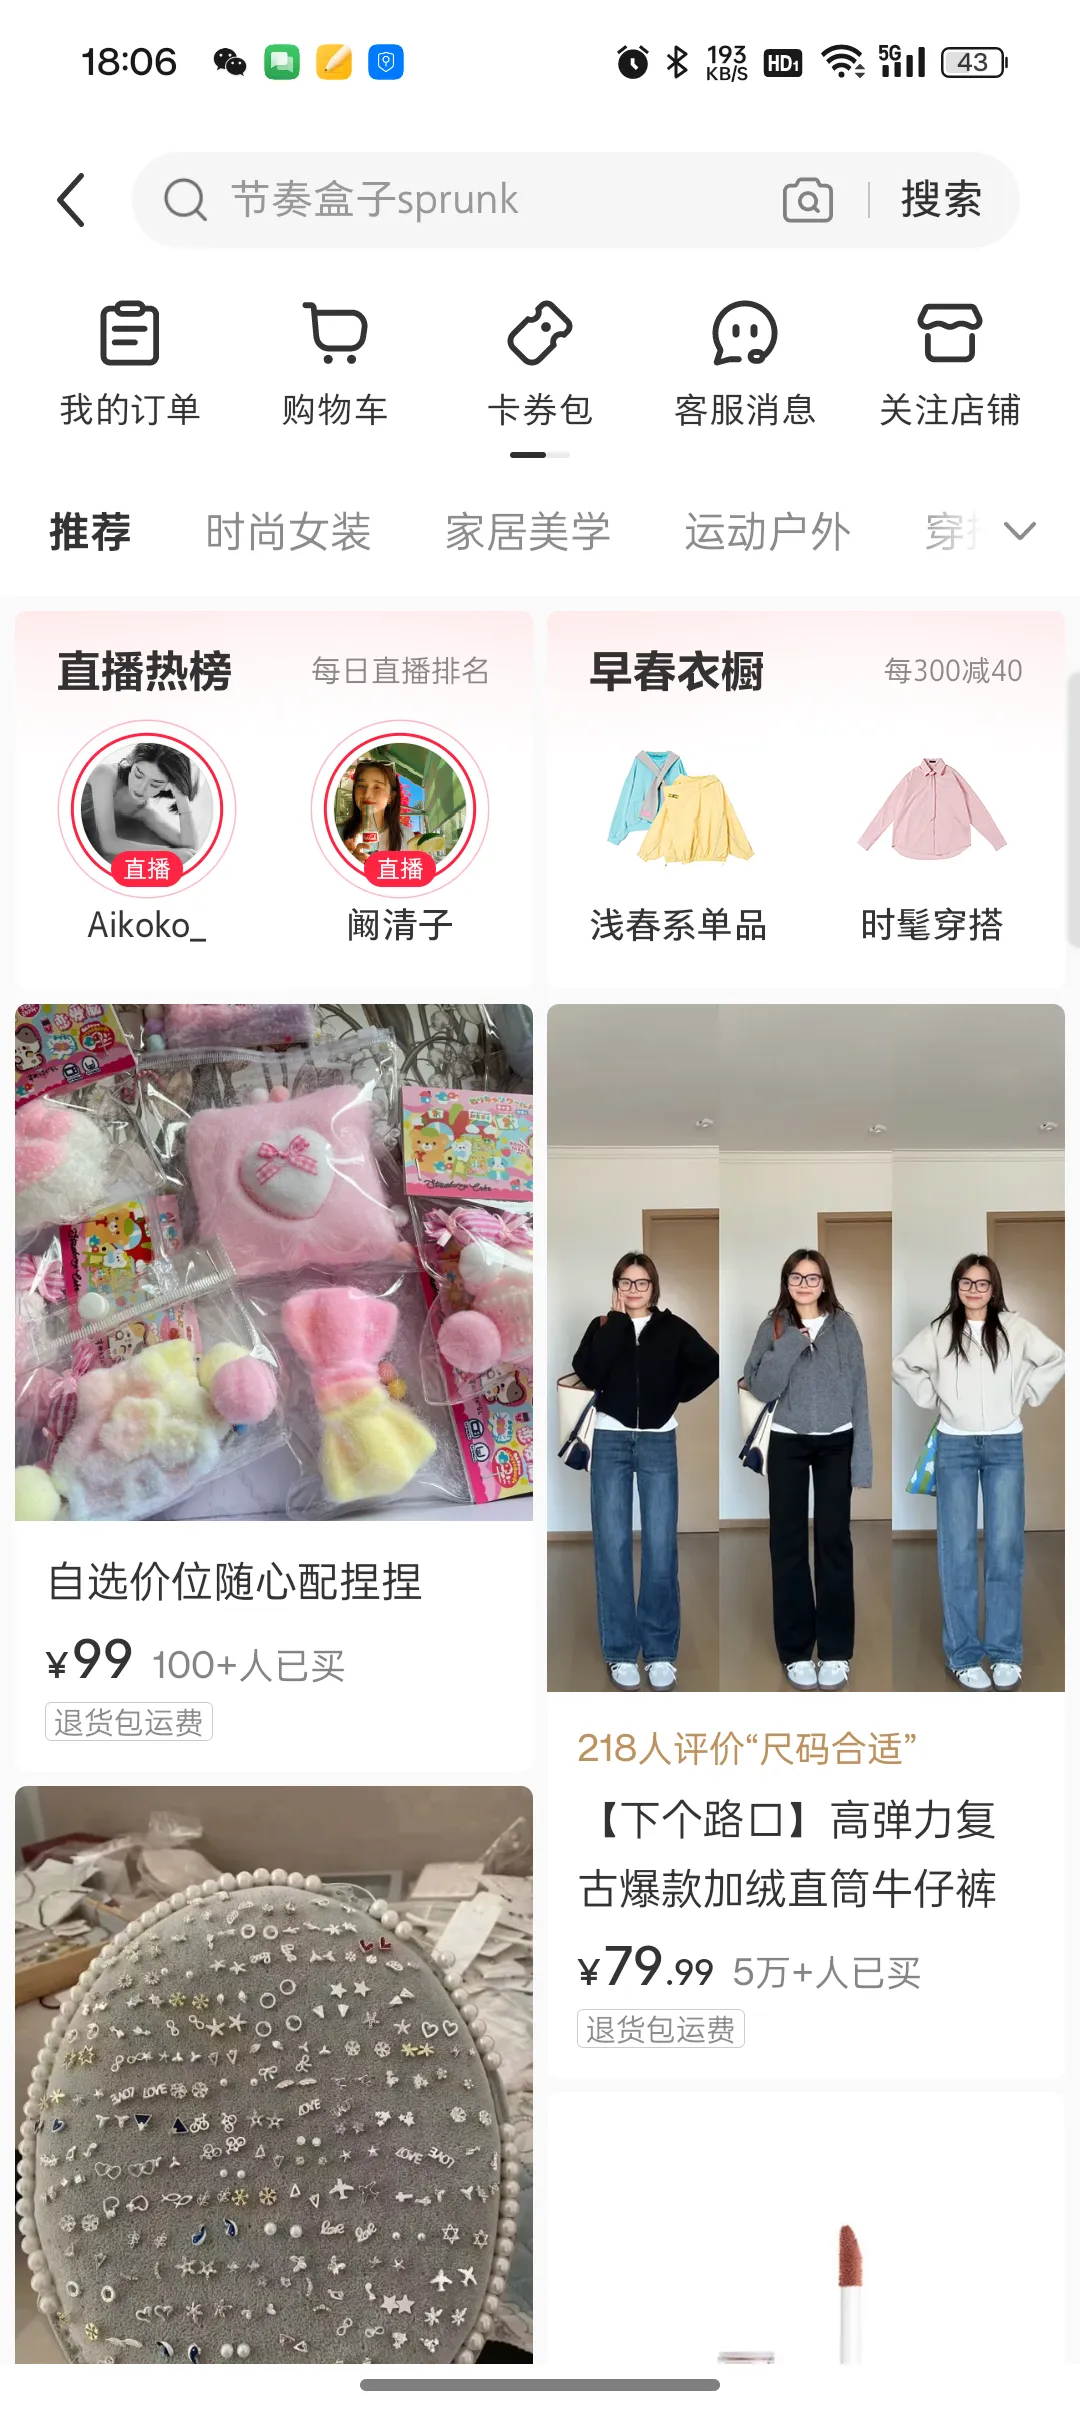 18:06
193
KB/S
HD1
5G
43
节奏盒子sprunk
搜索
我的订单
购物车
卡券包
客服消息
关注店铺
推荐
时尚女装
家居美学
运动户外
直播热榜
每日直播排名
直播
直播
Aikoko_
阚清子
早春衣橱
每300减40
浅春系单品
时髦穿搭
自选价位随心配捏捏
¥99 100+人已买
退货包运费
218人评价“尺码合适”
【下个路口】高弹力复
古爆款加绒直筒牛仔裤
¥79.99 5万+人已买
退货包运费